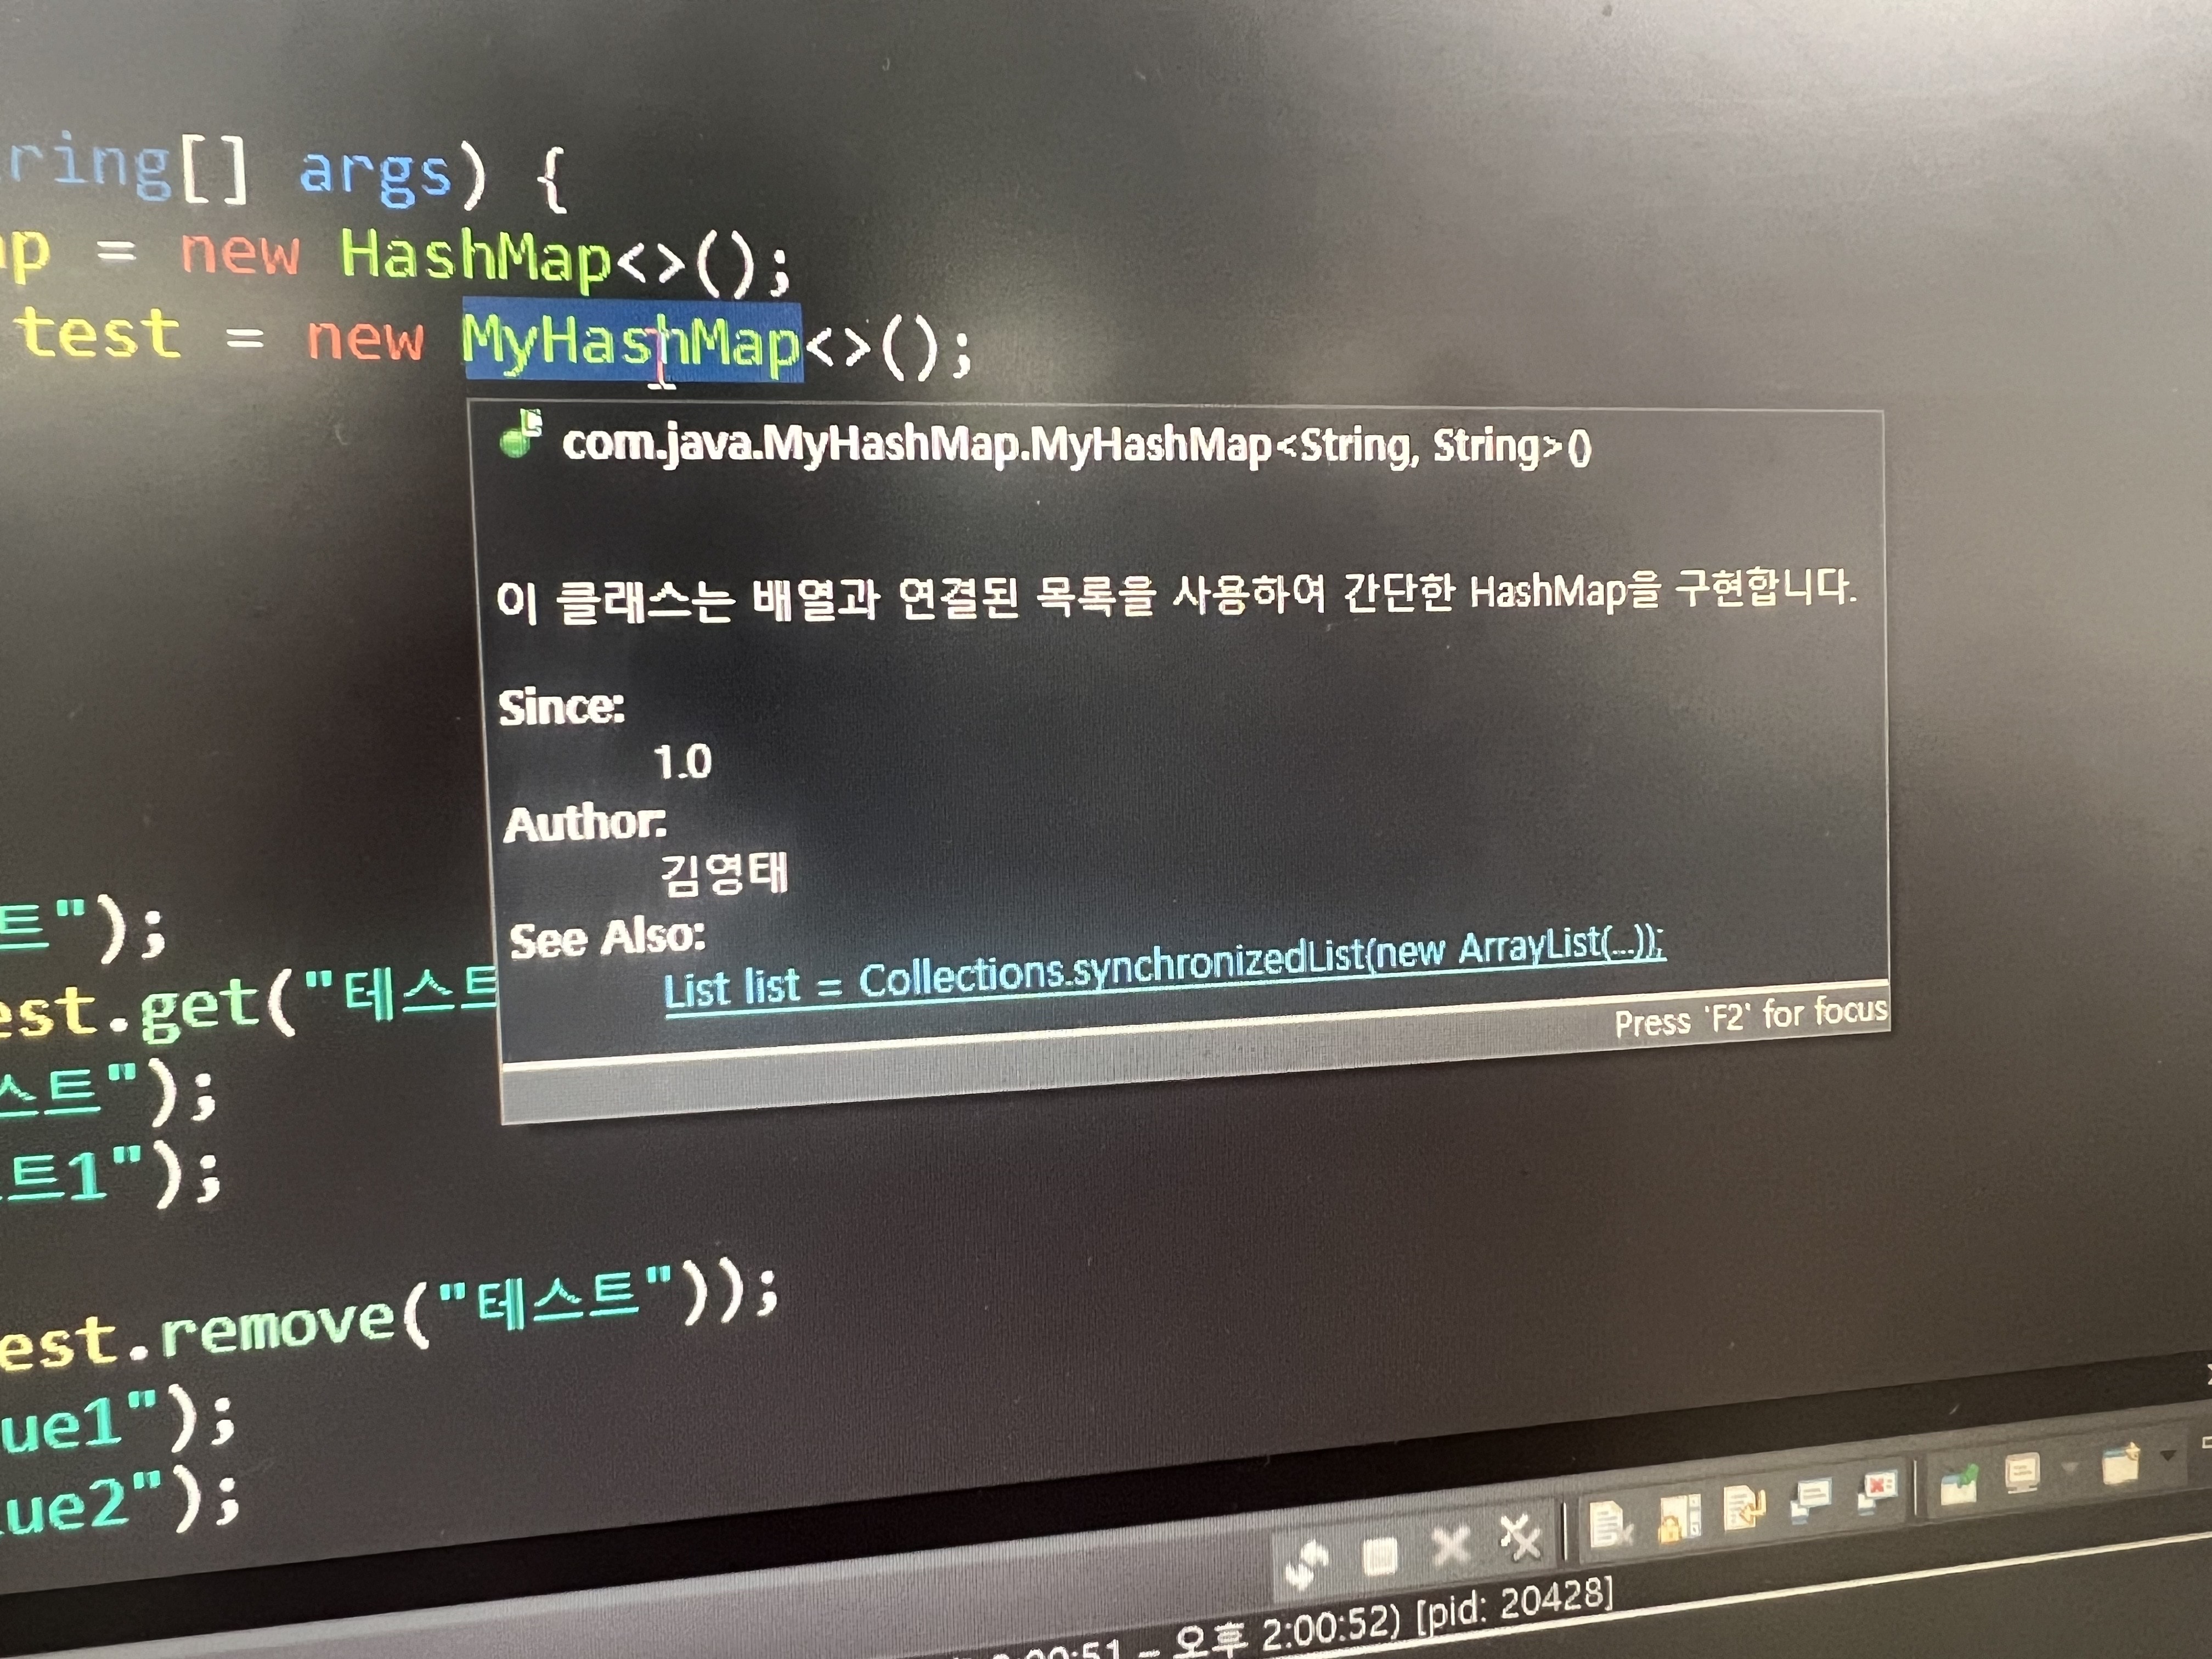 ring[] args) {
ap = new HashMap<>();
test = new MyHashMap<>();
com.java.MyHashMap.MyHashMap<String, String>()
이 클래스는 배열과 연결된 목록을 사용하여 간단한 HashMap을 구현합니다.
Since:
1.0
Author:
김영태
See Also:
List list = Collections.synchronizedList(new ArrayList(...));
Press 'F2' for focus
트");
est.get("테스트
스트");
트1");
est.remove("테스트"));
ue1");
ue2");
:00:51 – 오후 2:00:52) [pid: 20428]